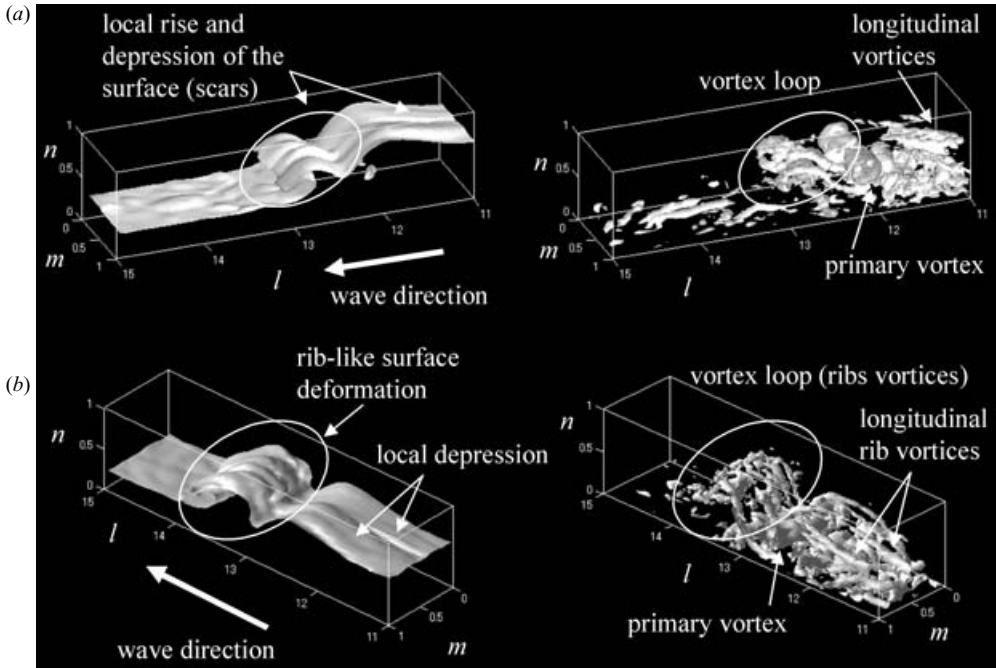 (a)
local rise and
depression of the
surface (scars)
1
n
0.5
0
m
0.5
1
15
14
13
12
11
l
wave direction
longitudinal
vortices
vortex loop
1
n
0.5
0
m
0.5
1
15
14
13
12
11
l
primary vortex
(b)
rib-like surface
deformation
local depression
1
n
0.5
0
15
l
14
13
12
11
1
0.5
0
m
wave direction
vortex loop (ribs vortices)
longitudinal
rib vortices
1
n
0.5
0
15
14
l
13
12
11
1
0.5
0
m
primary vortex